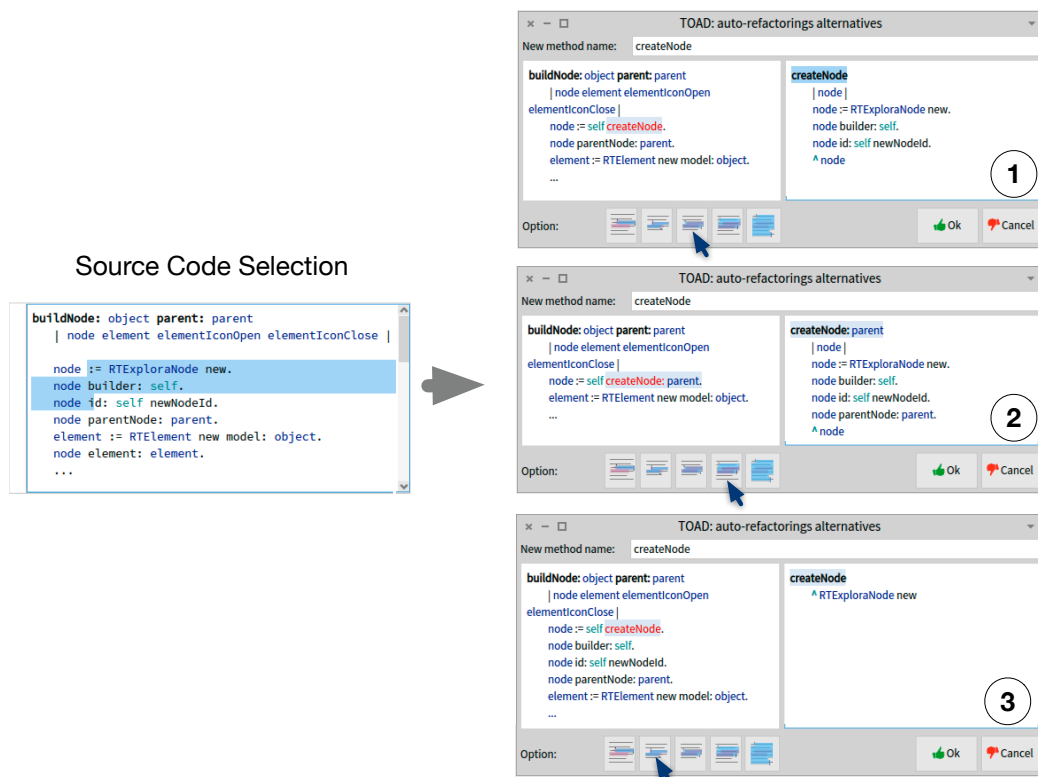 Source Code Selection
buildNode: object parent: parent
| node element elementIconOpen elementIconClose |
node := RTExploraNode new.
node builder: self.
node id: self newNodeId.
node parentNode: parent.
element := RTElement new model: object.
node element: element.
...
TOAD: auto-refactorings alternatives
New method name: createNode
buildNode: object parent: parent
| node element elementIconOpen
elementIconClose |
node := self createNode.
node parentNode: parent.
element := RTElement new model: object.
...
createNode
| node |
node := RTExploraNode new.
node builder: self.
node id: self newNodeId.
^ node
1
Option:
Ok
Cancel
TOAD: auto-refactorings alternatives
New method name: createNode
buildNode: object parent: parent
| node element elementIconOpen
elementIconClose |
node := self createNode: parent.
element := RTElement new model: object.
...
createNode: parent
| node |
node := RTExploraNode new.
node builder: self.
node id: self newNodeId.
node parentNode: parent.
^ node
2
Option:
Ok
Cancel
TOAD: auto-refactorings alternatives
New method name: createNode
buildNode: object parent: parent
| node element elementIconOpen
elementIconClose |
node := self createNode.
node builder: self.
node id: self newNodeId.
node parentNode: parent.
element := RTElement new model: object.
...
createNode
^ RTExploraNode new
3
Option:
Ok
Cancel